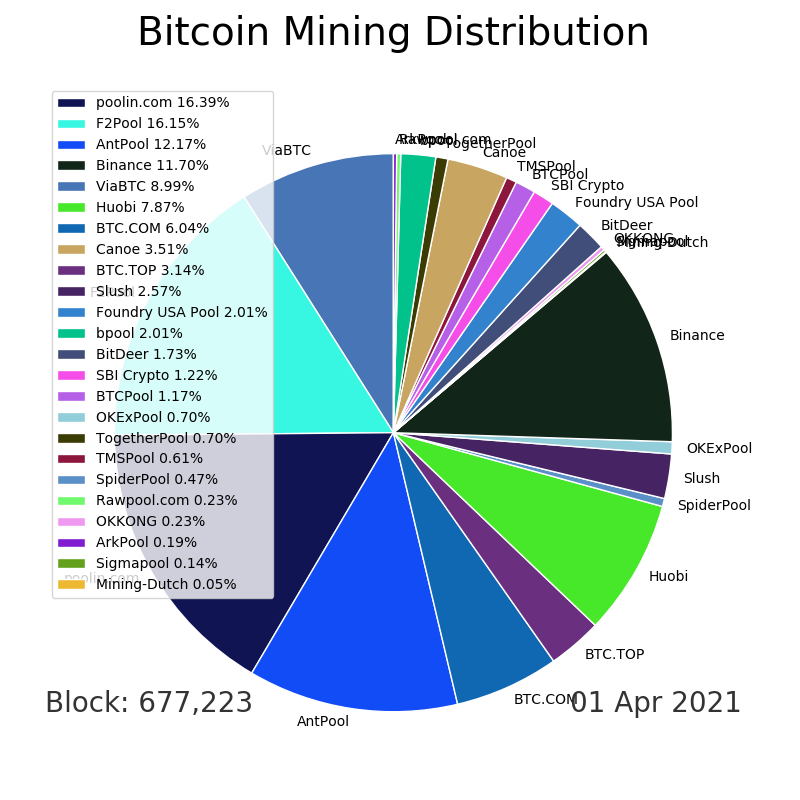 Bitcoin Mining Distribution
poolin.com 16.39%
F2Pool 16.15%
AntPool 12.17%
Binance 11.70%
ViaBTC 8.99%
Huobi 7.87%
BTC.COM 6.04%
Canoe 3.51%
BTC.TOP 3.14%
Slush 2.57%
Foundry USA Pool 2.01%
bpool 2.01%
BitDeer 1.73%
SBI Crypto 1.22%
BTCPool 1.17%
OKExPool 0.70%
TogetherPool 0.70%
TMSPool 0.61%
SpiderPool 0.47%
Rawpool.com 0.23%
OKKONG 0.23%
ArkPool 0.19%
Sigmapool 0.14%
Mining-Dutch 0.05%
ViaBTC
ArkPool
Rawpool.com
bpool
TogetherPool
Canoe
TMSPool
BTCPool
SBI Crypto
Foundry USA Pool
BitDeer
OKKONG
Sigmapool
Mining-Dutch
Binance
OKExPool
Slush
SpiderPool
Huobi
BTC.TOP
BTC.COM
AntPool
poolin.com
F2Pool
Block: 677,223
01 Apr 2021